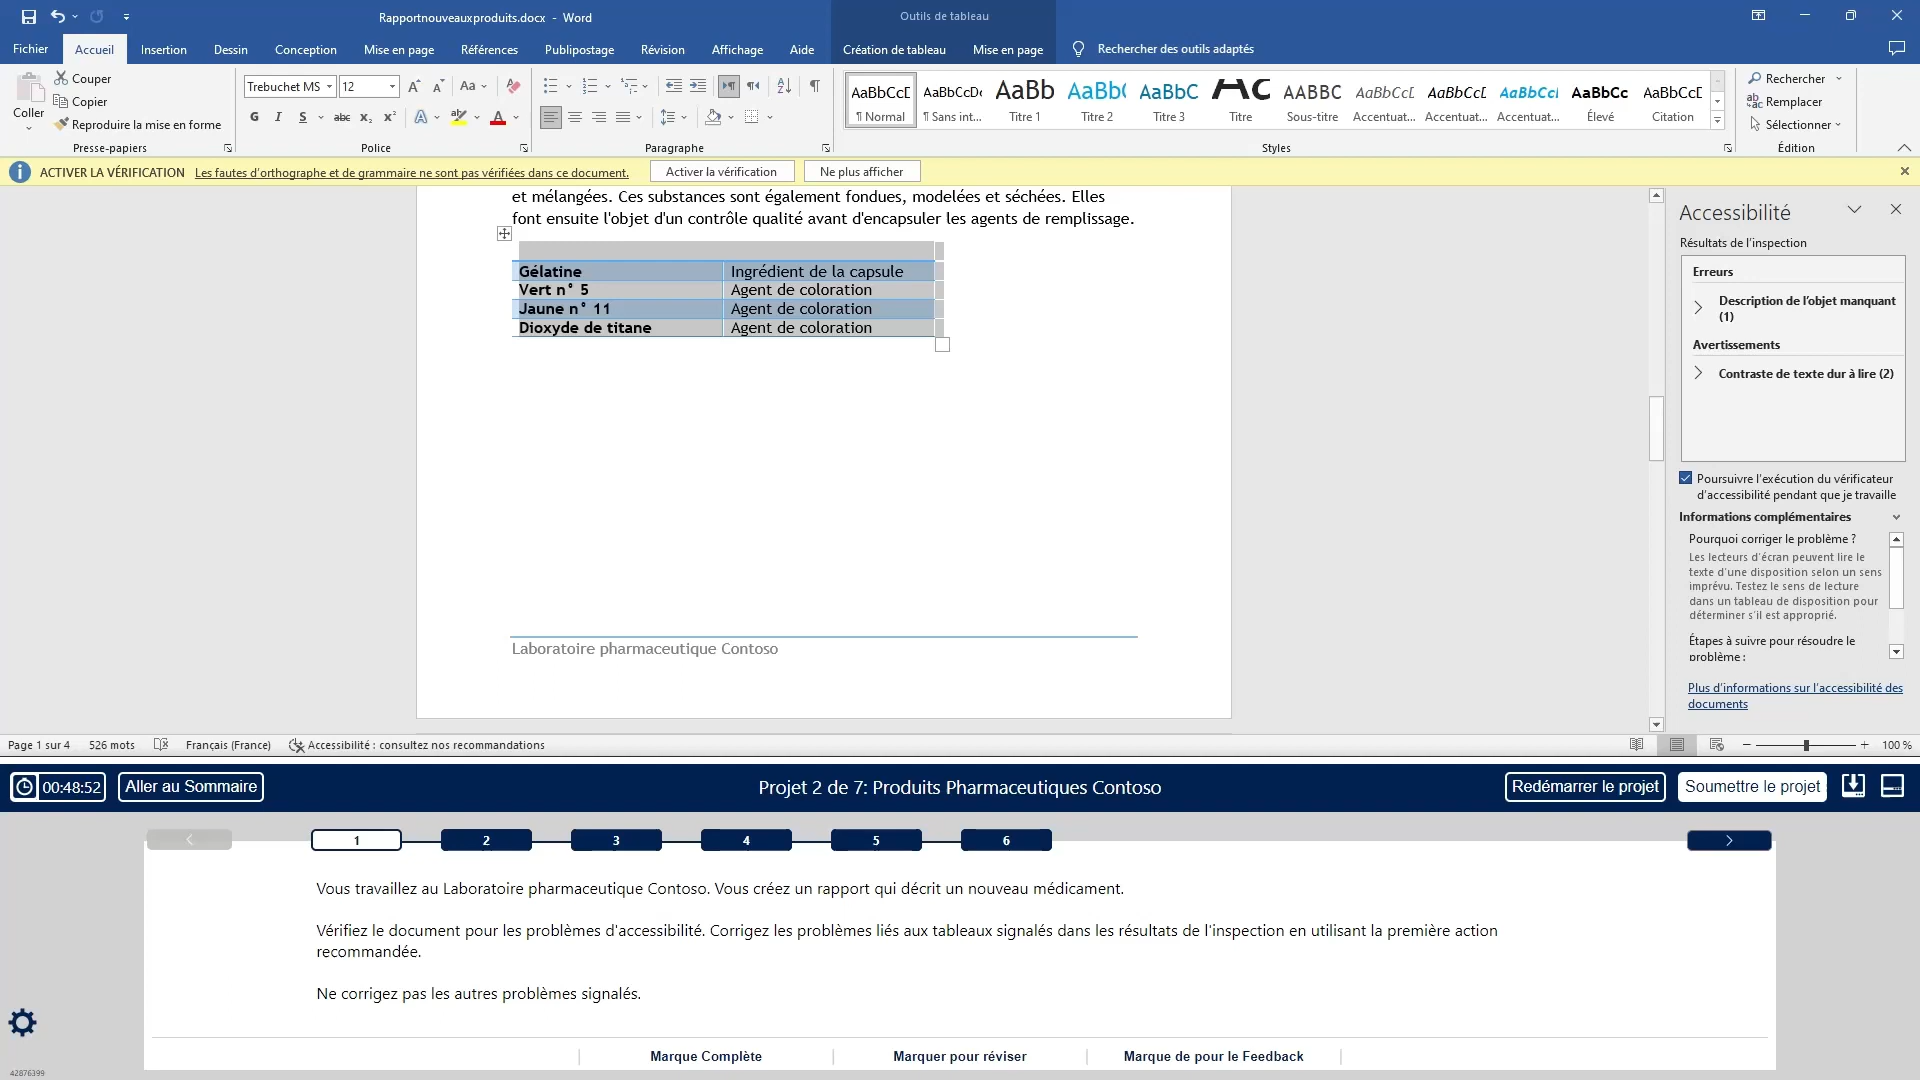 Rapportnouveauxproduits.docx - Word
Outils de tableau
Fichier Accueil Insertion Dessin Conception Mise en page Références Publipostage Révision Affichage Aide Création de tableau Mise en page Rechercher des outils adaptés
Coller
Couper
Copier
Reproduire la mise en forme
Presse-papiers
Trebuchet MS 12
Aa
G I S abc x₂ x²
Police
Paragraphe
AaBbCcD AaBbCcDc AaBb AaBb( AaBbC AaBBC AaBbCcD AaBbCcD AaBbCcI AaBbCc AaBbCcD
¶ Normal ¶ Sans int... Titre 1 Titre 2 Titre 3 Titre Sous-titre Accentuat... Accentuat... Accentuat... Élevé Citation
Styles
Rechercher
Remplacer
Sélectionner
Édition
ACTIVER LA VÉRIFICATION Les fautes d'orthographe et de grammaire ne sont pas vérifiées dans ce document. Activer la vérification Ne plus afficher
et mélangées. Ces substances sont également fondues, modelées et séchées. Elles
font ensuite l'objet d'un contrôle qualité avant d'encapsuler les agents de remplissage.
Gélatine Ingrédient de la capsule
Vert n° 5 Agent de coloration
Jaune n° 11 Agent de coloration
Dioxyde de titane Agent de coloration
Laboratoire pharmaceutique Contoso
Accessibilité
Résultats de l'inspection
Erreurs
Description de l'objet manquant
(1)
Avertissements
Contraste de texte dur à lire (2)
Poursuivre l'exécution du vérificateur
d'accessibilité pendant que je travaille
Informations complémentaires
Pourquoi corriger le problème ?
Les lecteurs d'écran peuvent lire le
texte d'une disposition selon un sens
imprévu. Testez le sens de lecture
dans un tableau de disposition pour
déterminer s'il est approprié.
Étapes à suivre pour résoudre le
problème :
Plus d'informations sur l'accessibilité des
documents
Page 1 sur 4 526 mots Français (France) Accessibilité : consultez nos recommandations 100 %
00:48:52 Aller au Sommaire Projet 2 de 7: Produits Pharmaceutiques Contoso Redémarrer le projet Soumettre le projet
1 2 3 4 5 6
Vous travaillez au Laboratoire pharmaceutique Contoso. Vous créez un rapport qui décrit un nouveau médicament.
Vérifiez le document pour les problèmes d'accessibilité. Corrigez les problèmes liés aux tableaux signalés dans les résultats de l'inspection en utilisant la première action
recommandée.
Ne corrigez pas les autres problèmes signalés.
Marque Complète Marquer pour réviser Marque de pour le Feedback
42876399